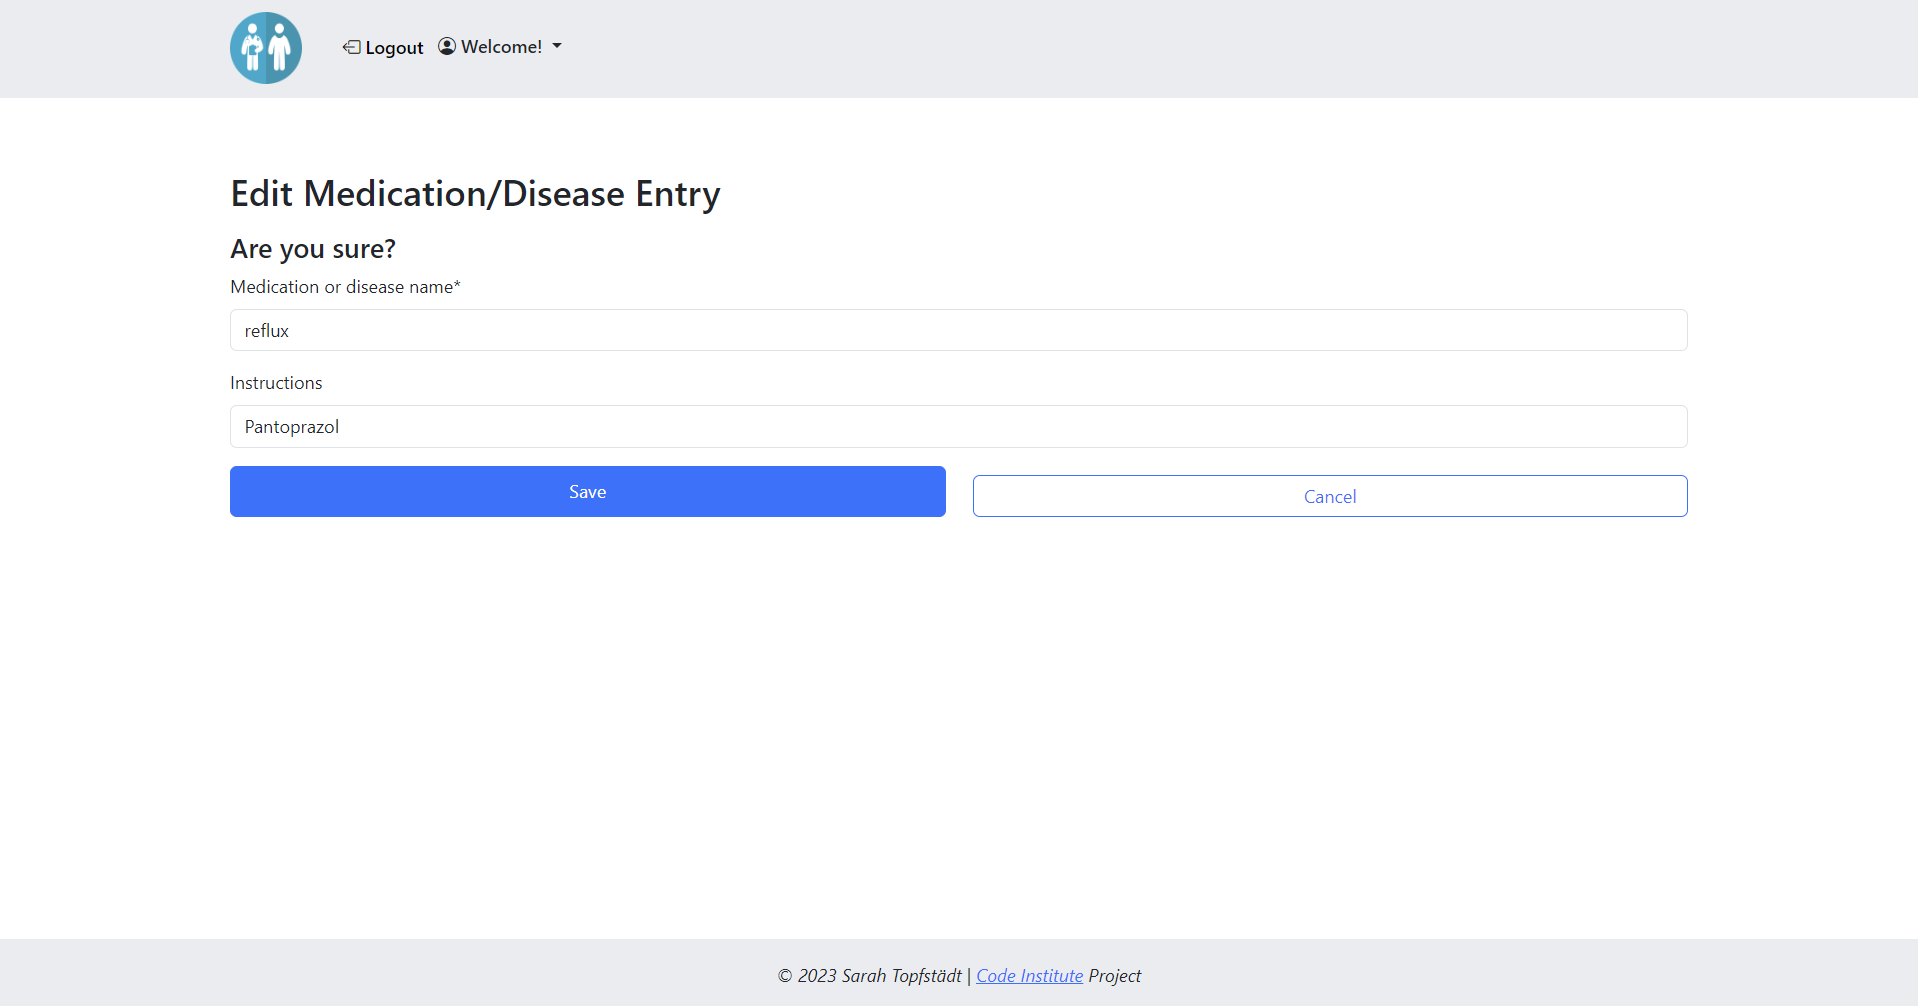 Logout Welcome!
Edit Medication/Disease Entry
Are you sure?
Medication or disease name*
reflux
Instructions
Pantoprazol
Save Cancel
© 2023 Sarah Topfstädt | Code Institute Project